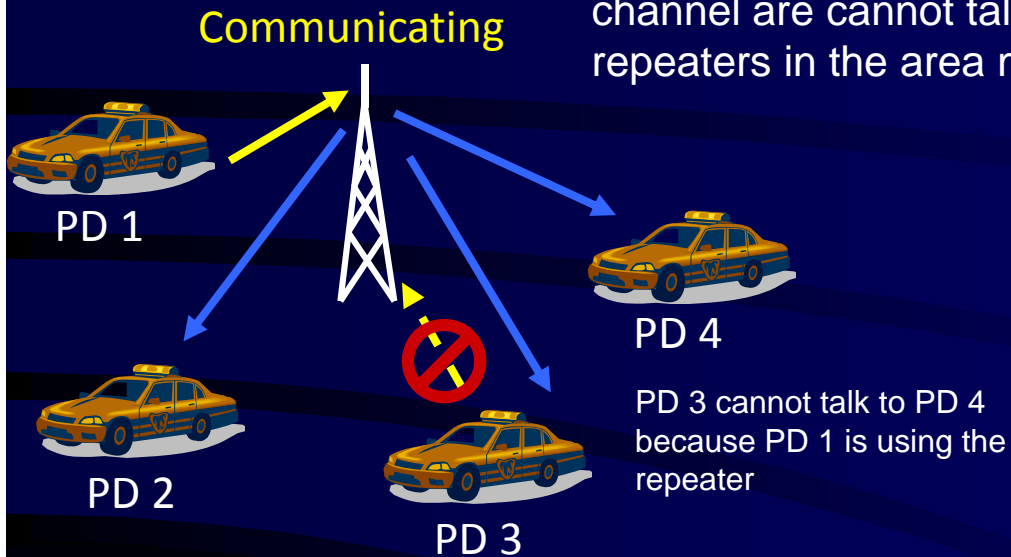 Communicating
channel are cannot tal
repeaters in the area
PD 1
PD 4
PD 3 cannot talk to PD 4
because PD 1 is using the
repeater
PD 2
PD 3